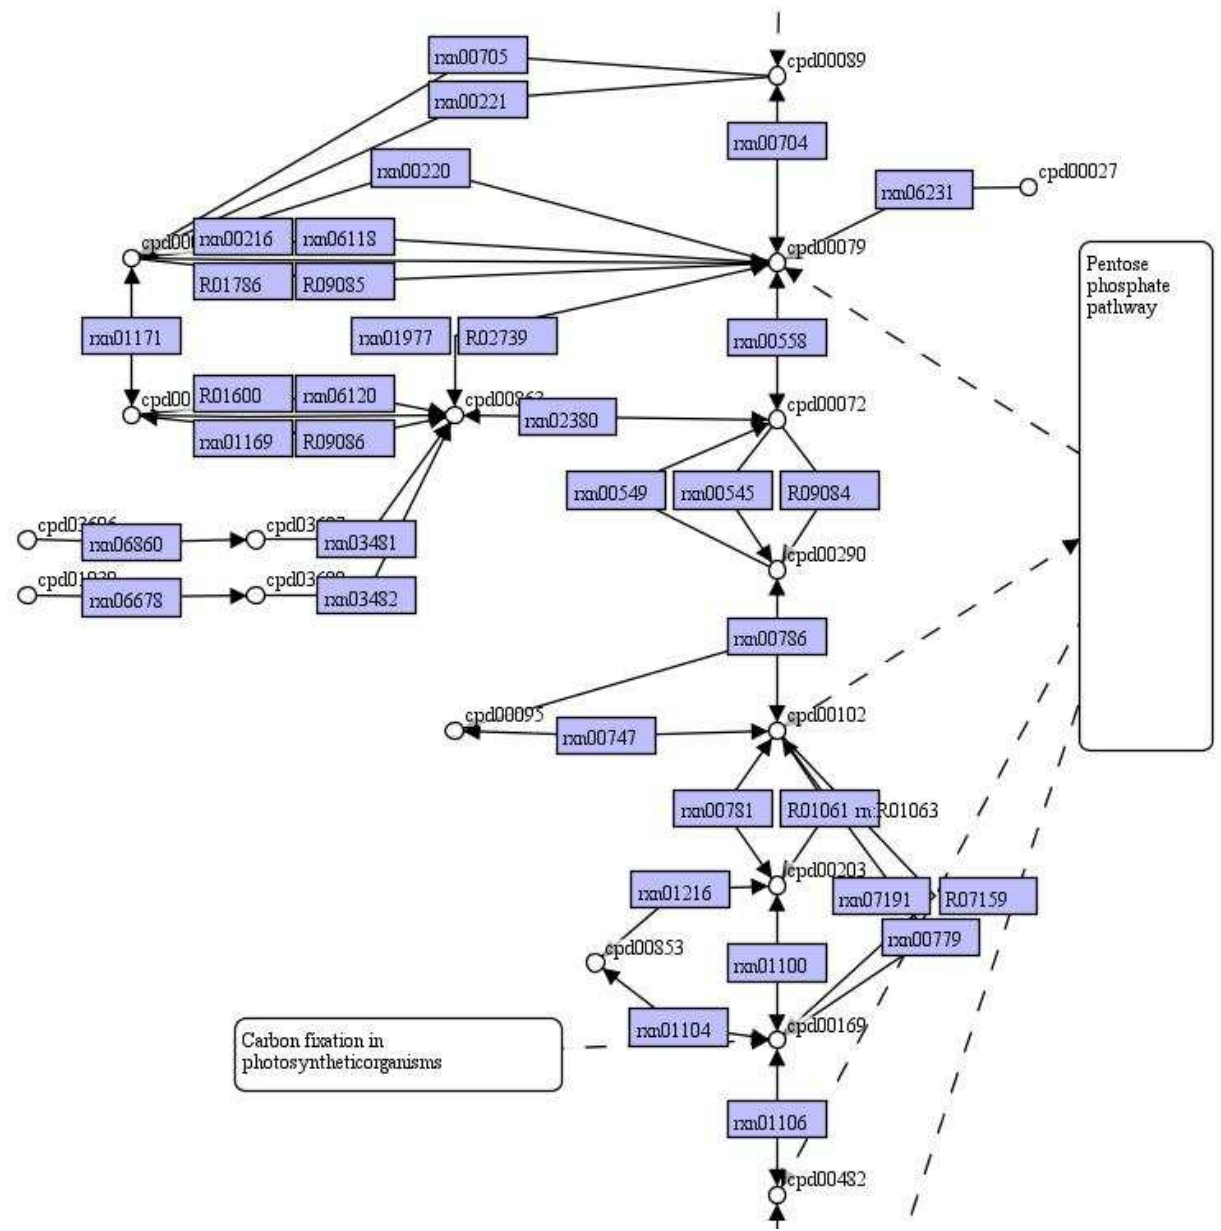 rxn00705
cpd00089
rxn00221
rxn00704
rxn00220
cpd00027
rxn06231
rxn00216
rxn06118
cpd00079
R01786
R09085
Pentose
phosphate
pathway
rxn01171
rxn01977
R02739
rxn00558
R01600
rxn06120
cpd00072
rxn02380
rxn01169
R09086
rxn00549
rxn00545
R09084
rxn06860
rxn03481
cpd00290
rxn06678
rxn03482
rxn00786
cpd00095
cpd00102
rxn00747
rxn00781
R01061 rn:R01063
cpd00203
rxn01216
rxn07191
R07159
rxn00779
cpd00853
rxn01100
rxn01104
cpd00169
Carbon fixation in
photosyntheticorganisms
rxn01106
cpd00482